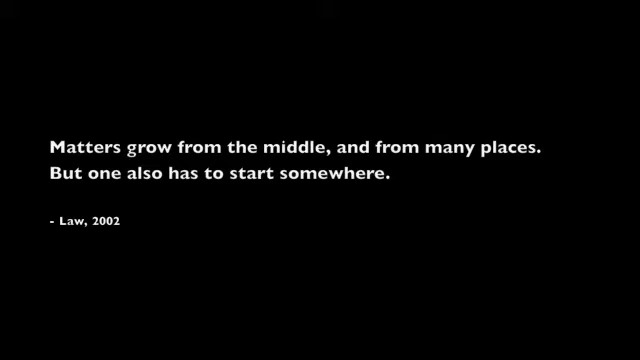 Matters grow from the middle, and from many places.
But one also has to start somewhere.
- Law, 2002